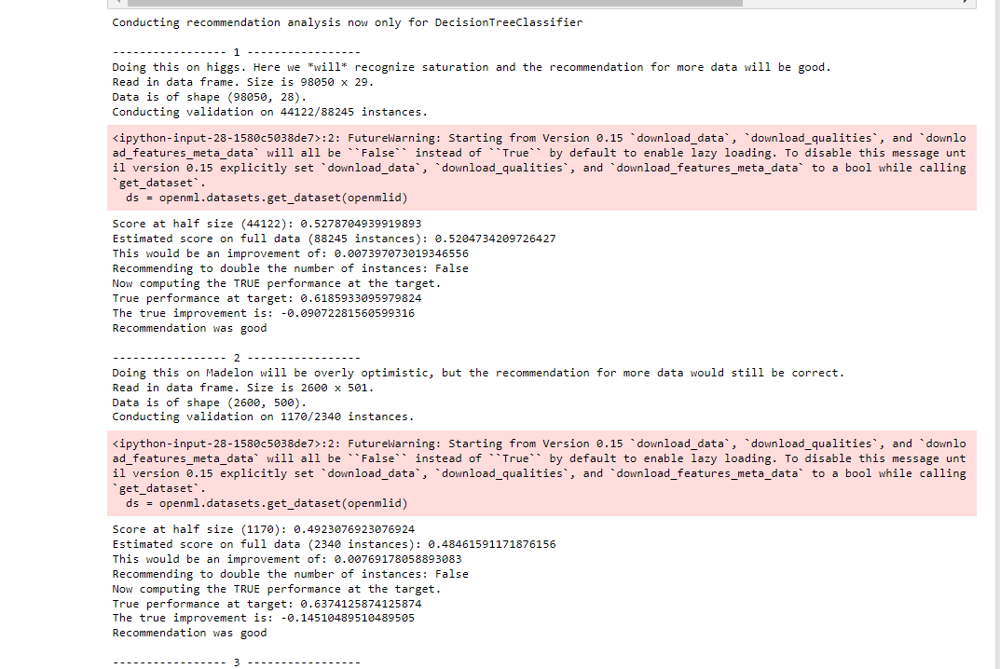 Conducting recommendation analysis now only for DecisionTreeClassifier
----------------- 1 -----------------
Doing this on higgs. Here we *will* recognize saturation and the recommendation for more data will be good.
Read in data frame. Size is 98050 x 29.
Data is of shape (98050, 28).
Conducting validation on 44122/88245 instances.
<ipython-input-28-1580c5038de7>:2: FutureWarning: Starting from Version 0.15 `download_data`, `download_qualities`, and `downlo
ad_features_meta_data` will all be ``False`` instead of ``True`` by default to enable lazy loading. To disable this message unt
il version 0.15 explicitly set `download_data`, `download_qualities`, and `download_features_meta_data` to a bool while calling
`get_dataset`.
  ds = openml.datasets.get_dataset(openmlid)
Score at half size (44122): 0.5278704939919893
Estimated score on full data (88245 instances): 0.5204734209726427
This would be an improvement of: 0.007397073019346556
Recommending to double the number of instances: False
Now computing the TRUE performance at the target.
True performance at target: 0.6185933095979824
The true improvement is: -0.09072281560599316
Recommendation was good
----------------- 2 -----------------
Doing this on Madelon will be overly optimistic, but the recommendation for more data would still be correct.
Read in data frame. Size is 2600 x 501.
Data is of shape (2600, 500).
Conducting validation on 1170/2340 instances.
<ipython-input-28-1580c5038de7>:2: FutureWarning: Starting from Version 0.15 `download_data`, `download_qualities`, and `downlo
ad_features_meta_data` will all be ``False`` instead of ``True`` by default to enable lazy loading. To disable this message unt
il version 0.15 explicitly set `download_data`, `download_qualities`, and `download_features_meta_data` to a bool while calling
`get_dataset`.
  ds = openml.datasets.get_dataset(openmlid)
Score at half size (1170): 0.4923076923076924
Estimated score on full data (2340 instances): 0.48461591171876156
This would be an improvement of: 0.00769178058893083
Recommending to double the number of instances: False
Now computing the TRUE performance at the target.
True performance at target: 0.6374125874125874
The true improvement is: -0.14510489510489505
Recommendation was good
----------------- 3 -----------------